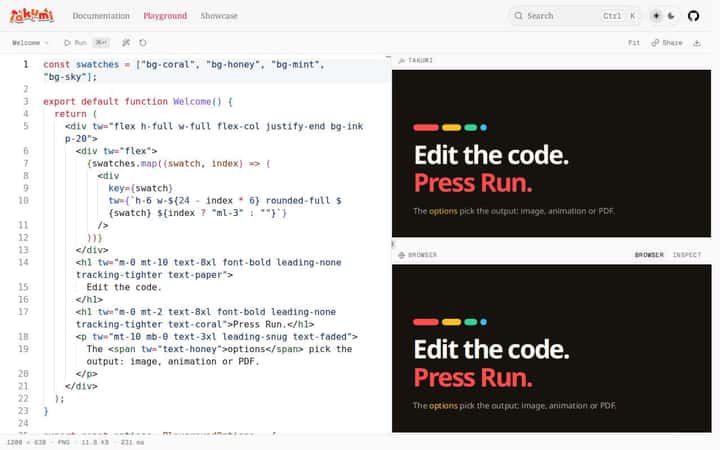 Takumi Documentation Playground Showcase Search Ctrl K
Welcome Run ⌘↵ Fit Share
1 const swatches = ["bg-coral", "bg-honey", "bg-mint",
"bg-sky"];
2
3 export default function Welcome() {
4 return (
5 <div tw="flex h-full w-full flex-col justify-end bg-ink
p-20">
6 <div tw="flex">
7 {swatches.map((swatch, index) => (
8 <div
9 key={swatch}
10 tw={`h-6 w-${24 - index * 6} rounded-full $
{swatch} ${index ? "ml-3" : ""}`}
11 />
12 ))}
13 </div>
14 <h1 tw="m-0 mt-10 text-8xl font-bold leading-none
tracking-tighter text-paper">
15 Edit the code.
16 </h1>
17 <h1 tw="m-0 mt-2 text-8xl font-bold leading-none
tracking-tighter text-coral">Press Run.</h1>
18 <p tw="mt-10 mb-0 text-3xl leading-snug text-faded">
19 The <span tw="text-honey">options</span> pick the
output: image, animation or PDF.
20 </p>
21 </div>
22 );
23 }
24
TAKUMI
Edit the code.
Press Run.
The options pick the output: image, animation or PDF.
BROWSER BROWSER INSPECT
Edit the code.
Press Run.
The options pick the output: image, animation or PDF.
1200 × 630 · PNG · 11.8 KB · 231 ms